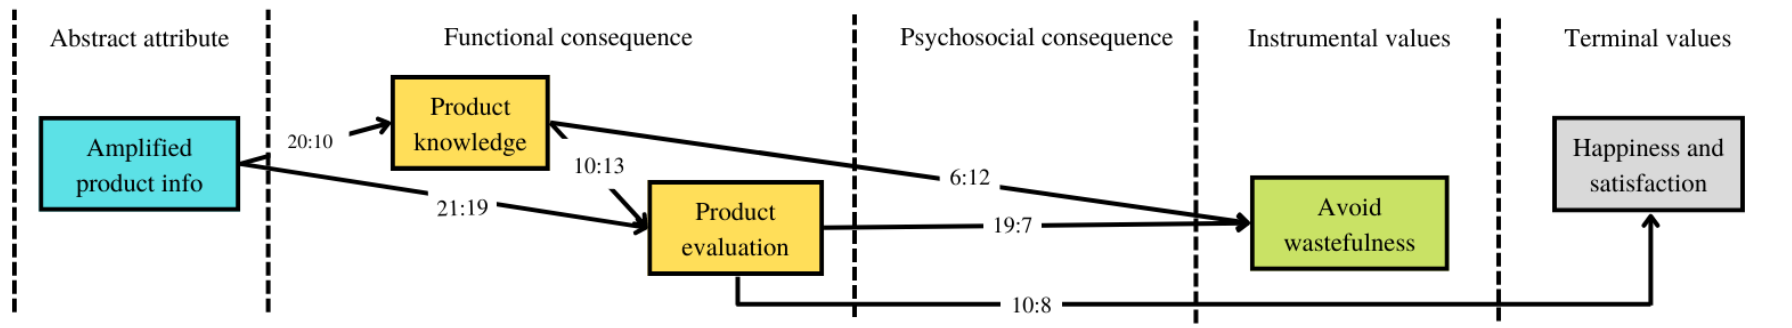 Abstract attribute
Functional consequence
Psychosocial consequence
Instrumental values
Terminal values
Amplified
product info
20:10
Product
knowledge
10:13
21:19
Product
evaluation
6:12
19:7
10:8
Avoid
wastefulness
Happiness and
satisfaction